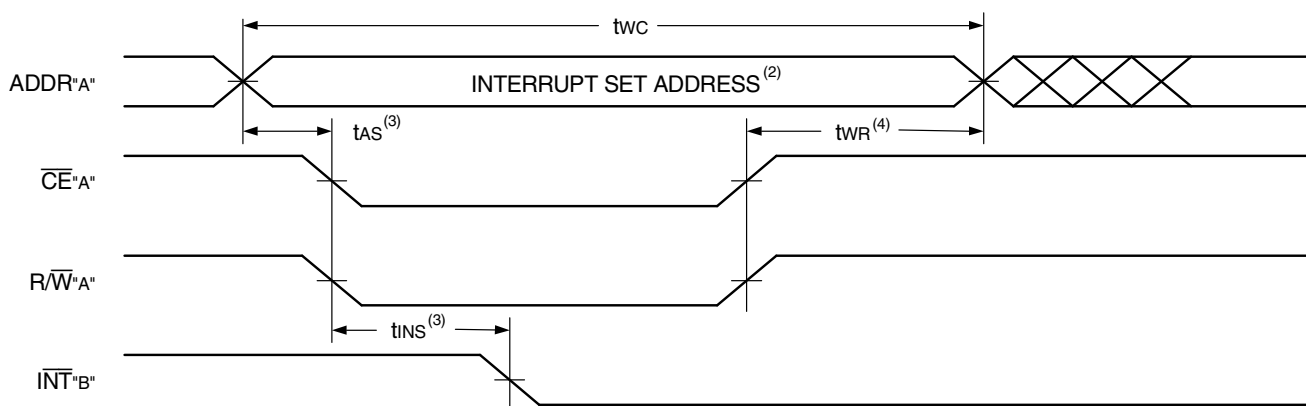 tWC
ADDR"A" INTERRUPT SET ADDRESS(2)
tAS(3) tWR(4)
CE"A"
R/W"A"
tINS(3)
INT"B"